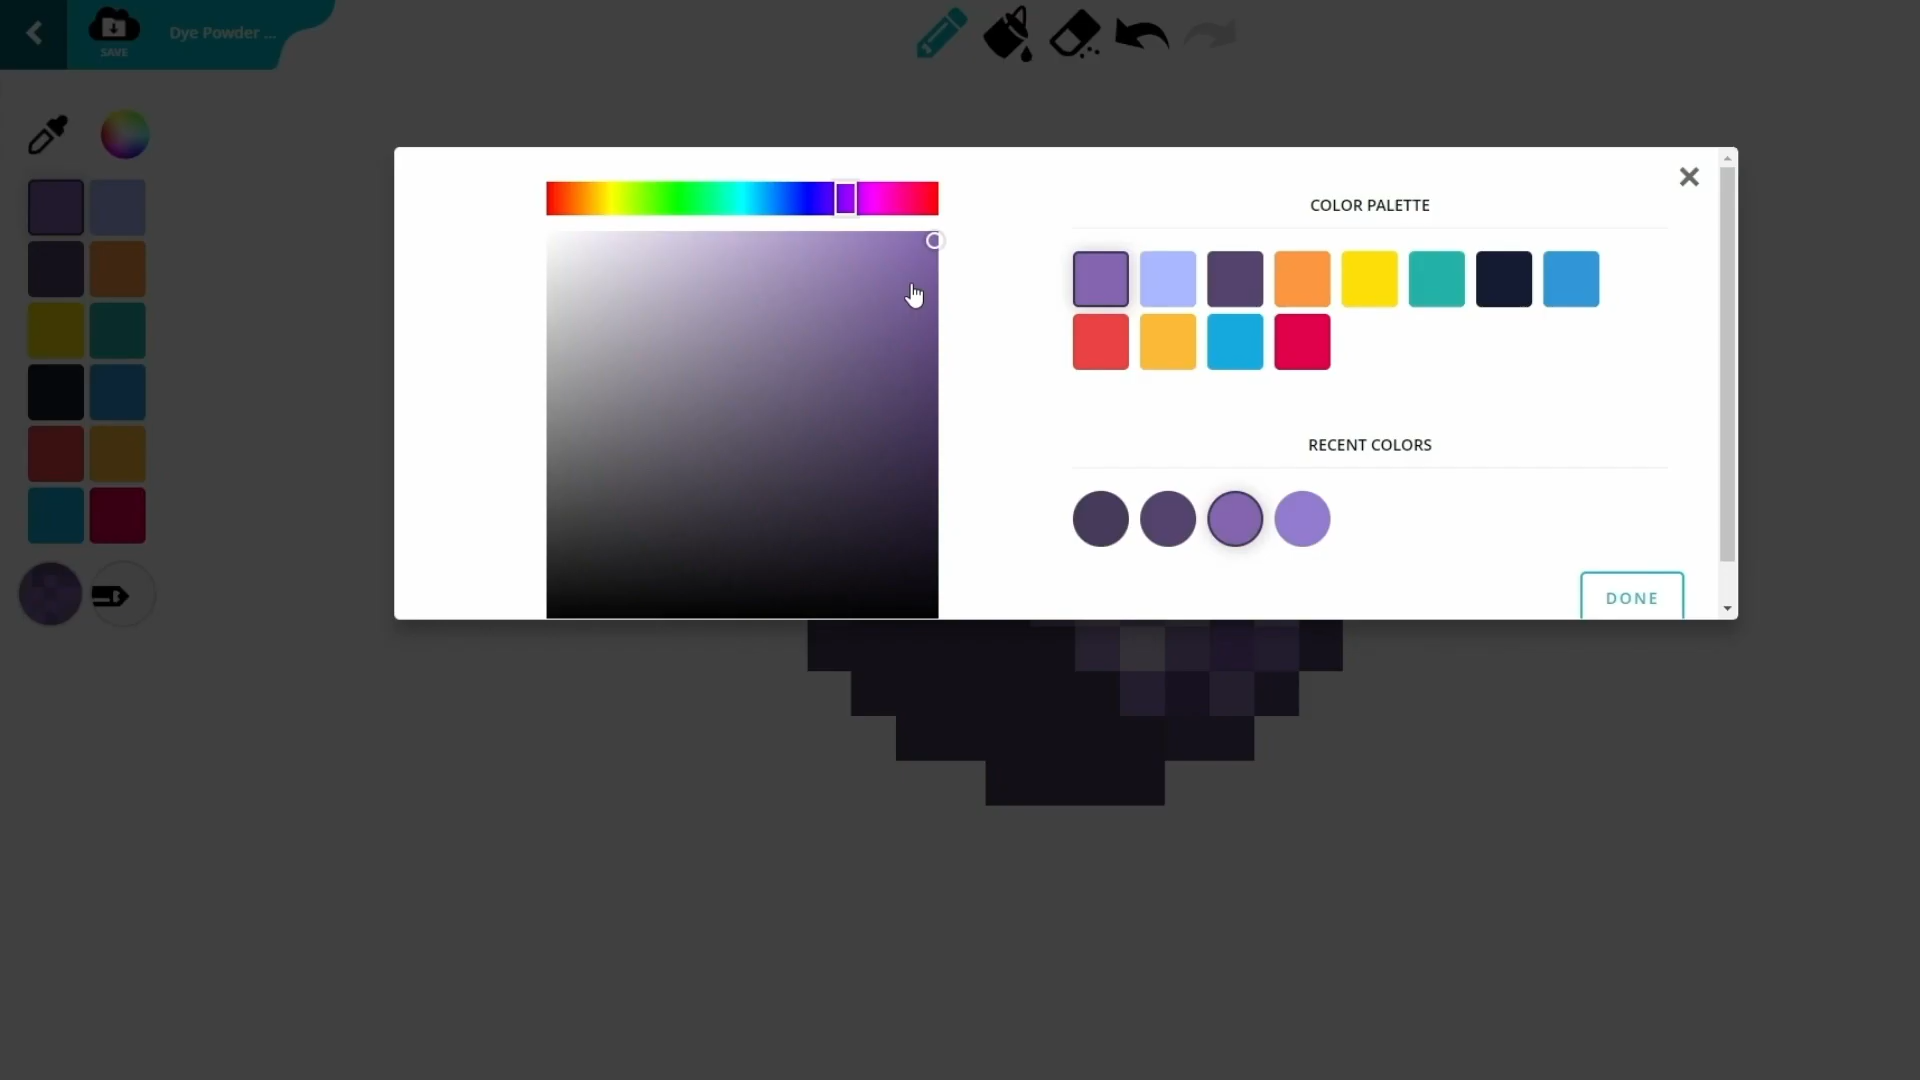 Dye Powder ...
SAVE
COLOR PALETTE
RECENT COLORS
DONE